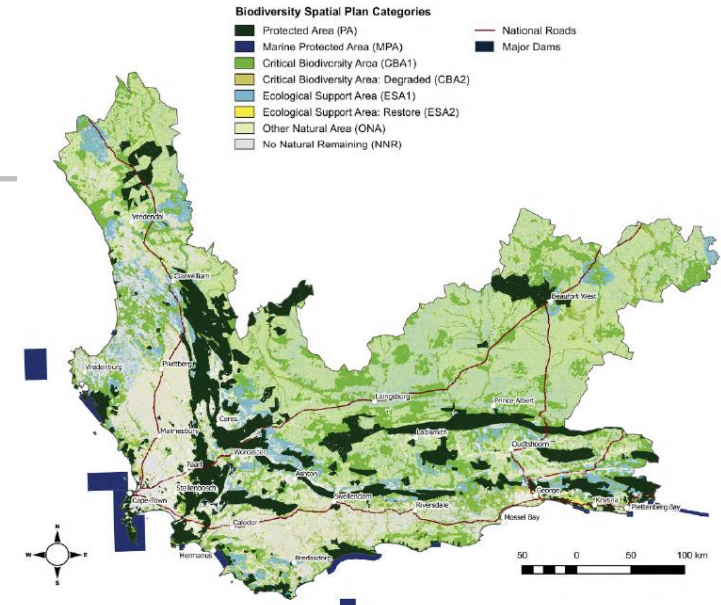 Biodiversity Spatial Plan Categories
Protected Area (PA)
Marine Protected Area (MPA)
Critical Biodiversity Area (CBA1)
Critical Biodiversity Area: Degraded (CBA2)
Ecological Support Area (ESA1)
Ecological Support Area: Restore (ESA2)
Other Natural Area (ONA)
No Natural Remaining (NNR)
National Roads
Major Dams
Vredendal
Clanwilliam
Beaufort West
Vredenburg
Piketberg
Laingsburg
Prince Albert
Ceres
Malmesbury
Ladismith
Oudtshoorn
Worcester
Paarl
Ashton
Stellenbosch
Swellendam
George
Knysna
Cape Town
Riversdale
Plettenberg Bay
Mossel Bay
Caledon
Hermanus
Bredasdorp
N
W E
S
50 0 50 100 km